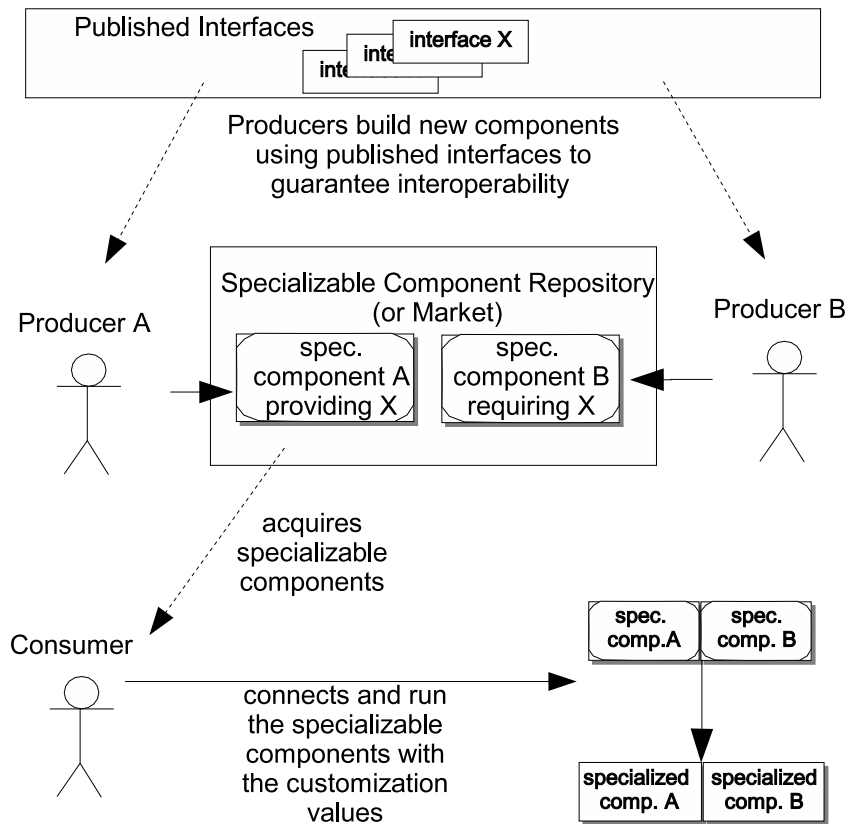 Published Interfaces
interface X
inte
inte
Producers build new components
using published interfaces to
guarantee interoperability
Producer A
Specializable Component Repository
(or Market)
Producer B
spec.
component A
providing X
spec.
component B
requiring X
acquires
specializable
components
Consumer
spec.
comp.A
spec.
comp. B
connects and run
the specializable
components with
the customization
values
specialized
comp. A
specialized
comp. B